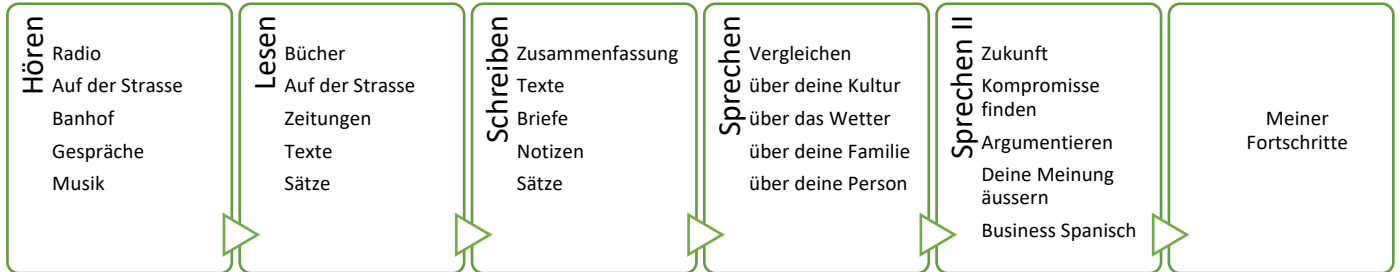 Hören
Radio
Auf der Strasse
Banhof
Gespräche
Musik
Lesen
Bücher
Auf der Strasse
Zeitungen
Texte
Sätze
Schreiben
Zusammenfassung
Texte
Briefe
Notizen
Sätze
Sprechen
Vergleichen
über deine Kultur
über das Wetter
über deine Familie
über deine Person
Sprechen II
Zukunft
Kompromisse
finden
Argumentieren
Deine Meinung
äussern
Business Spanisch
Meiner
Fortschritte